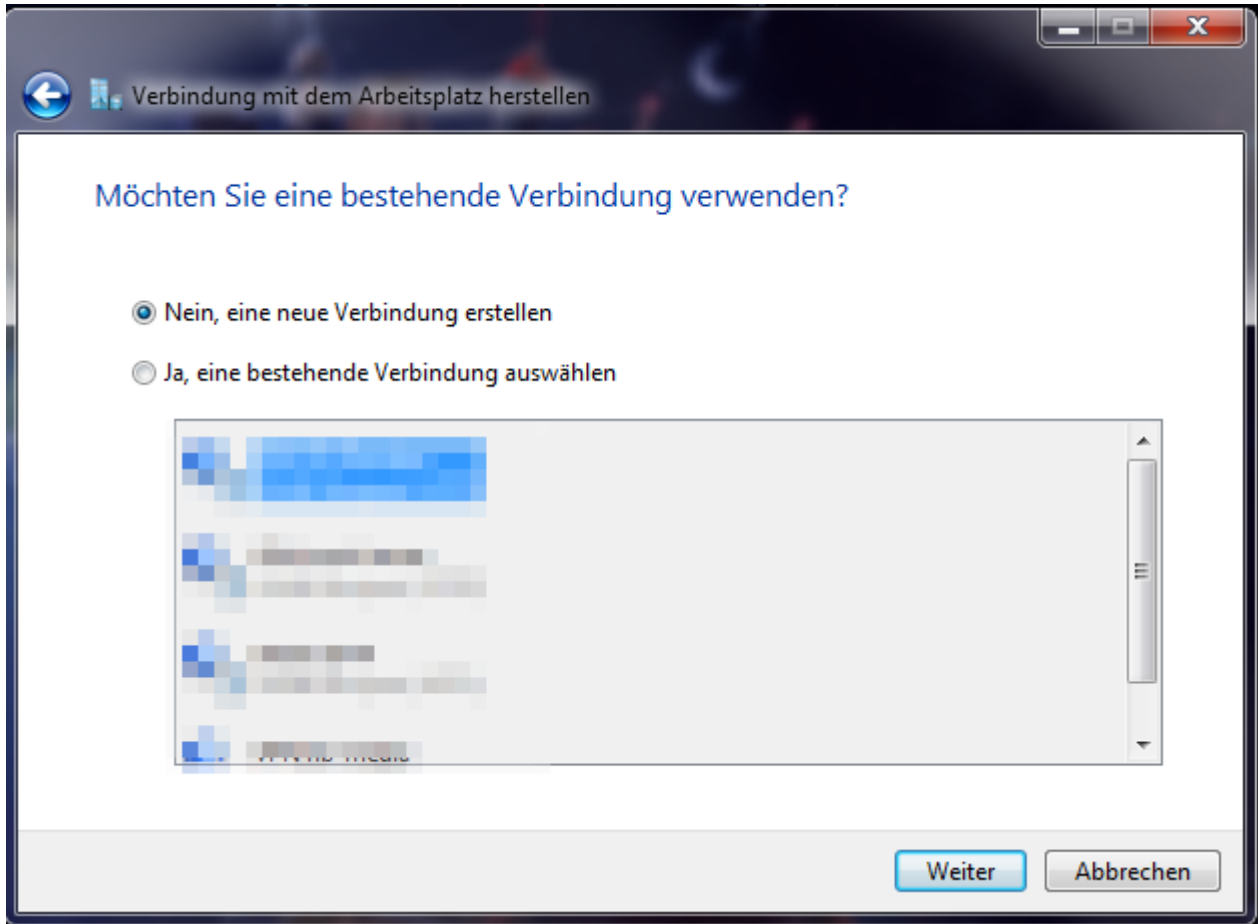 Verbindung mit dem Arbeitsplatz herstellen
Möchten Sie eine bestehende Verbindung verwenden?
Nein, eine neue Verbindung erstellen
Ja, eine bestehende Verbindung auswählen
Weiter
Abbrechen